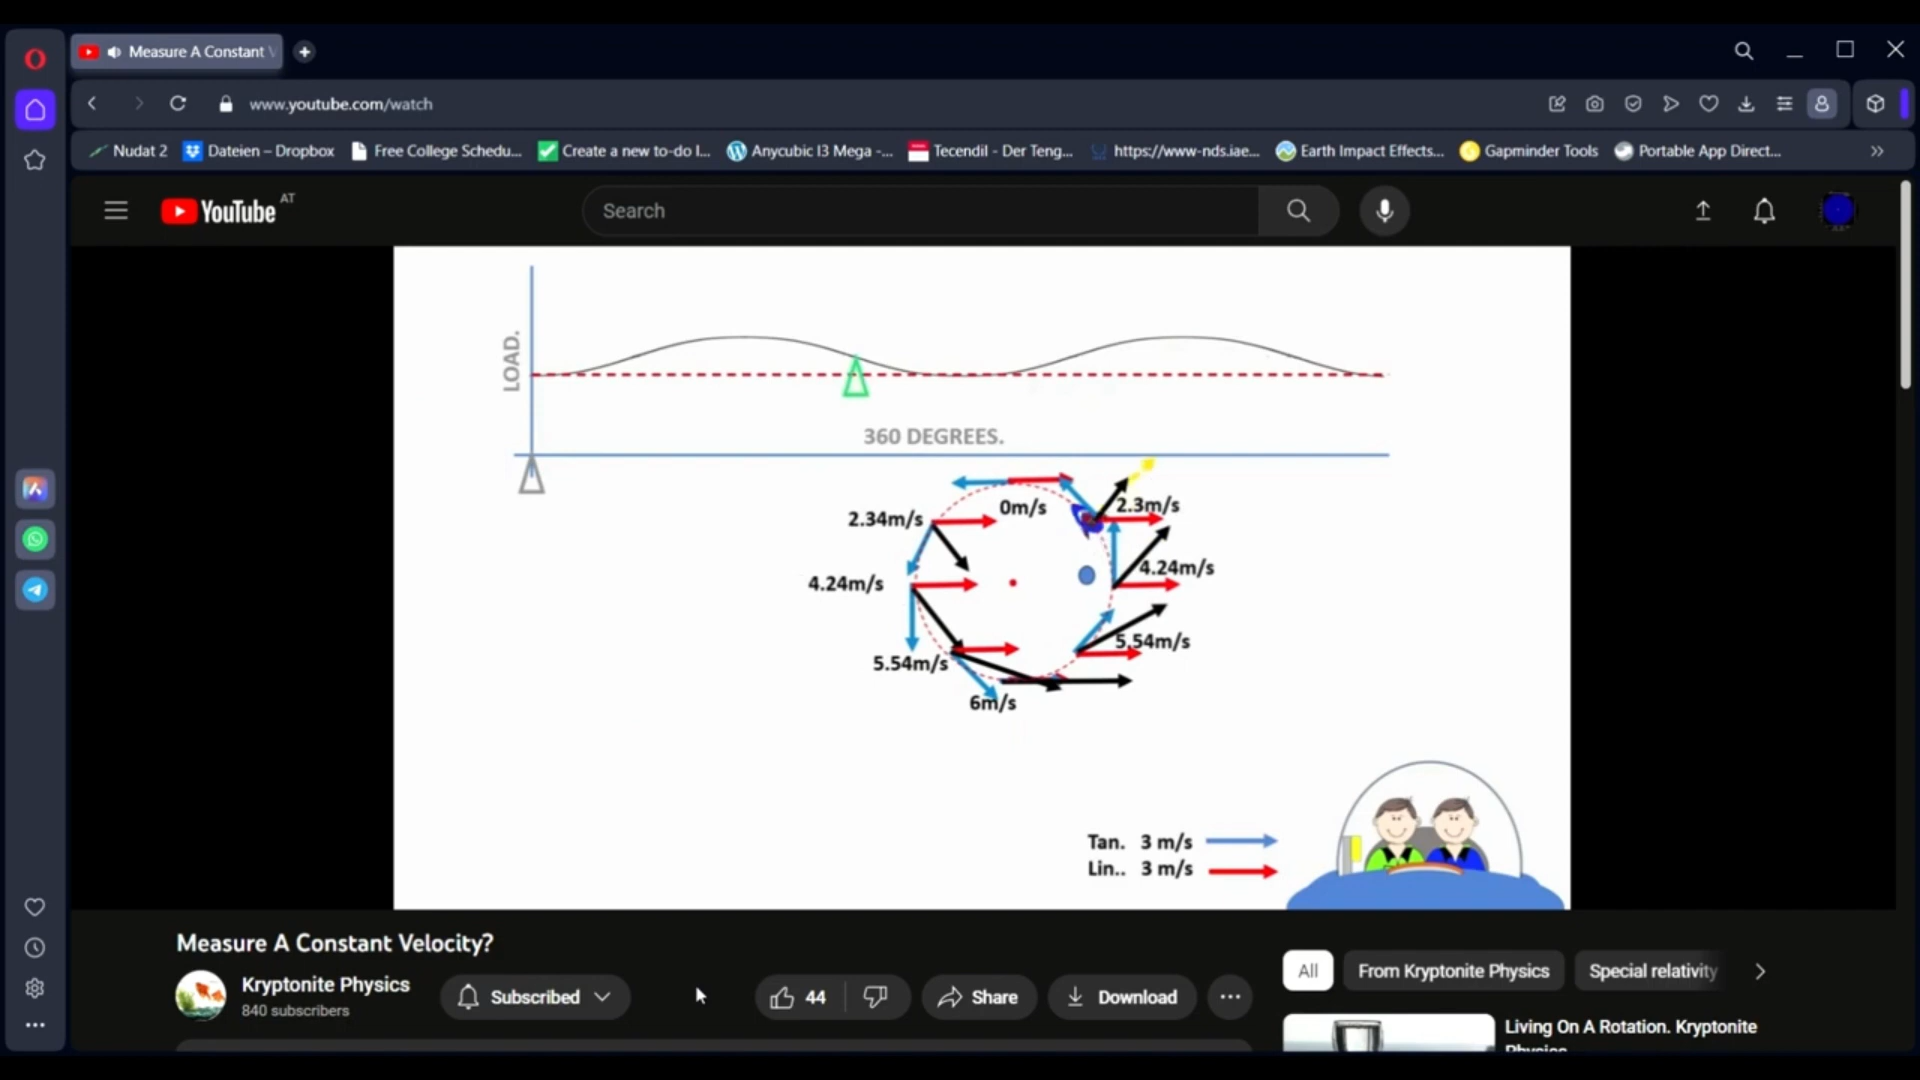 Measure A Constant V
www.youtube.com/watch
Nudat 2
Dateien – Dropbox
Free College Schedu...
Create a new to-do l...
Anycubic I3 Mega -...
Tecendil - Der Teng...
https://www-nds.iae...
Earth Impact Effects...
Gapminder Tools
Portable App Direct...
YouTube AT
Search
LOAD.
360 DEGREES.
0m/s
2.3m/s
2.34m/s
4.24m/s
4.24m/s
5.54m/s
5.54m/s
6m/s
Tan. 3 m/s
Lin.. 3 m/s
Measure A Constant Velocity?
Kryptonite Physics
840 subscribers
Subscribed
44
Share
Download
All
From Kryptonite Physics
Special relativity
Living On A Rotation. Kryptonite
Physics